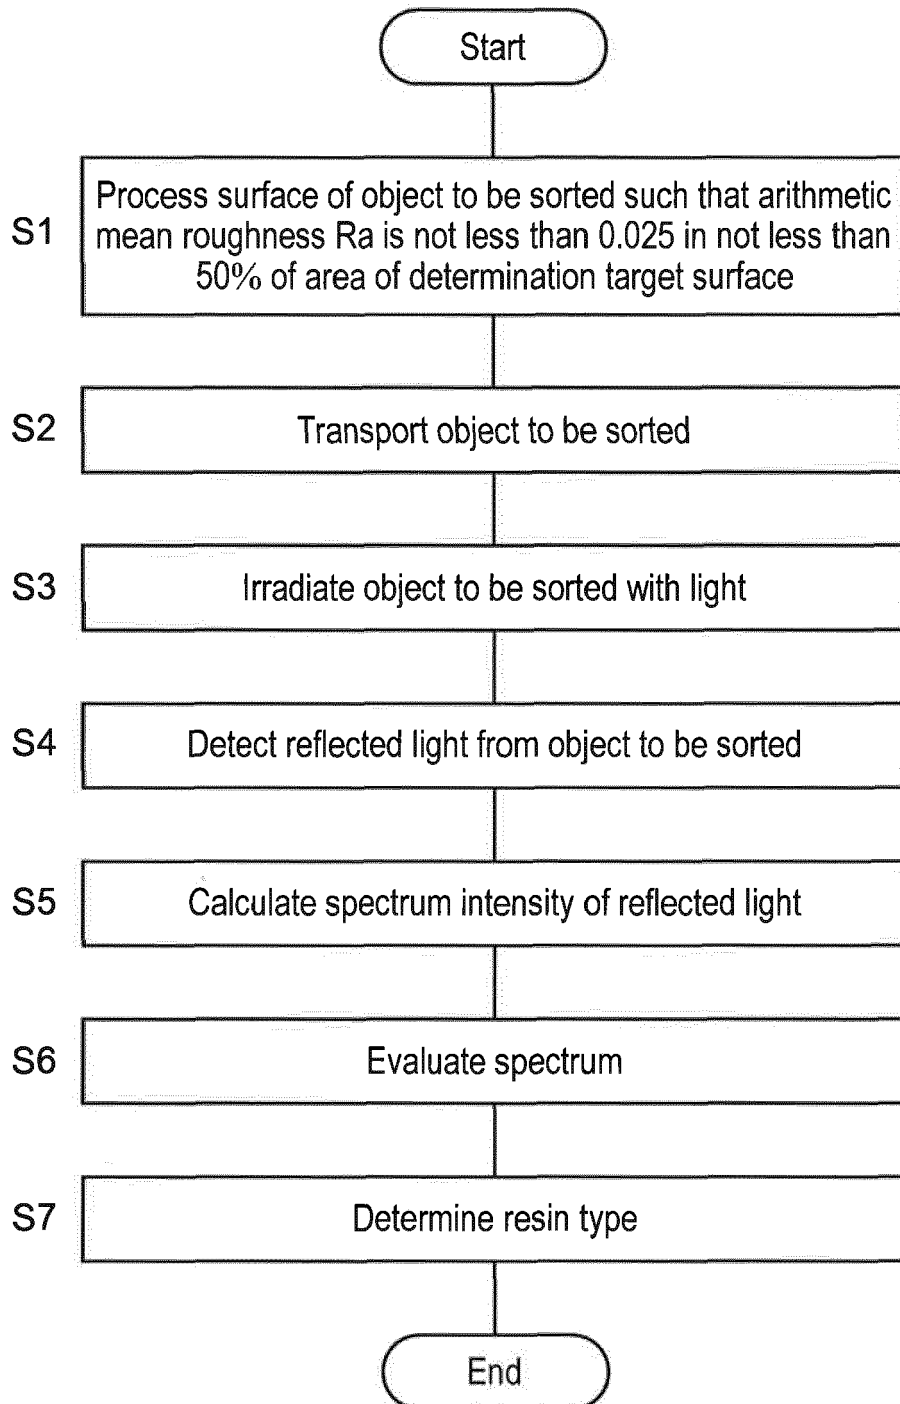 Start
S1
Process surface of object to be sorted such that arithmetic
mean roughness Ra is not less than 0.025 in not less than
50% of area of determination target surface
S2
Transport object to be sorted
S3
Irradiate object to be sorted with light
S4
Detect reflected light from object to be sorted
S5
Calculate spectrum intensity of reflected light
S6
Evaluate spectrum
S7
Determine resin type
End